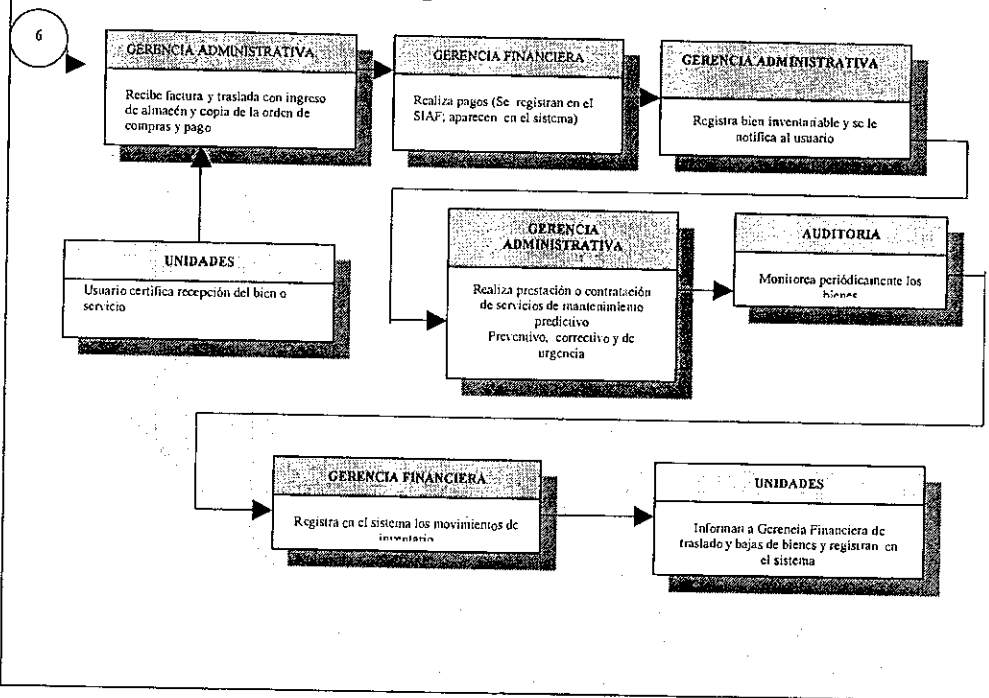 6
GERENCIA ADMINISTRATIVA
Recibe factura y traslada con ingreso
de almacén y copia de la orden de
compras y pago
GERENCIA FINANCIERA
Realiza pagos (Se registran en el
SIAF; aparecen en el sistema)
GERENCIA ADMINISTRATIVA
Registra bien inventariable y se le
notifica al usuario
UNIDADES
Usuario certifica recepción del bien o
servicio
GERENCIA
ADMINISTRATIVA
Realiza prestación o contratación
de servicios de mantenimiento
predictivo
Preventivo, correctivo y de
urgencia
AUDITORIA
Monitorea periódicamente los
bienes
GERENCIA FINANCIERA
Registra en el sistema los movimientos de
inventario
UNIDADES
Informan a Gerencia Financiera de
traslado y bajas de bienes y registran en
el sistema